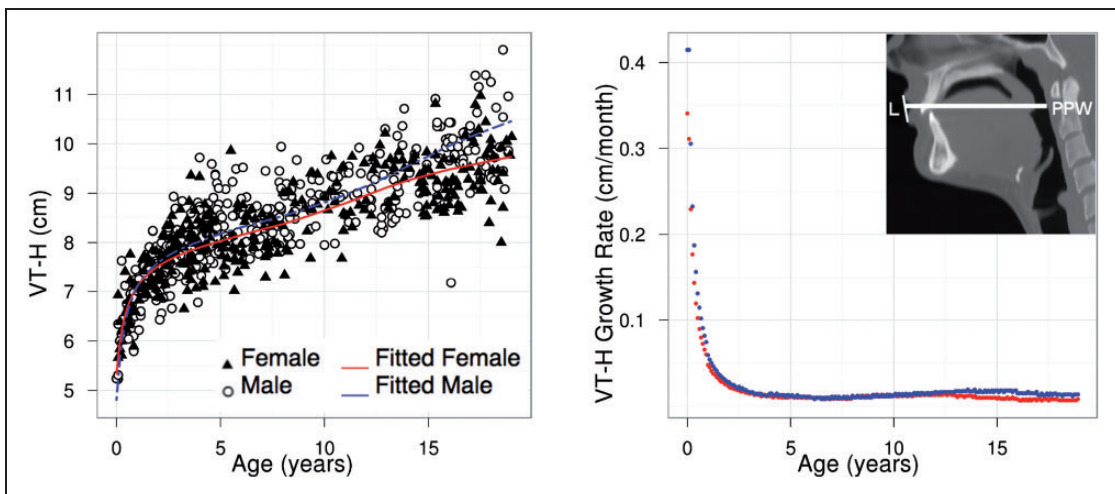 VT-H (cm)
11
10
9
8
7
6
5
Female
Fitted Female
Male
Fitted Male
0
5
10
15
Age (years)
VT-H Growth Rate (cm/month)
0.4
0.3
0.2
0.1
L
PPW
0
5
10
15
Age (years)